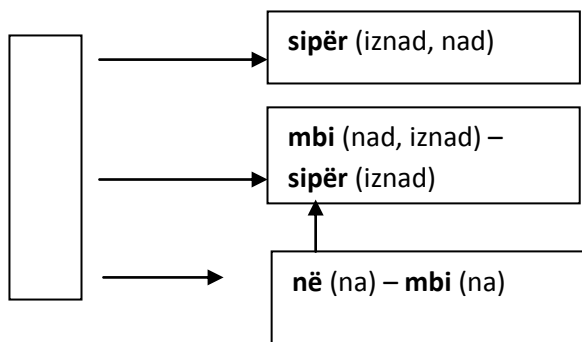 sipër (iznad, nad)
mbi (nad, iznad) –
sipër (iznad)
në (na) – mbi (na)